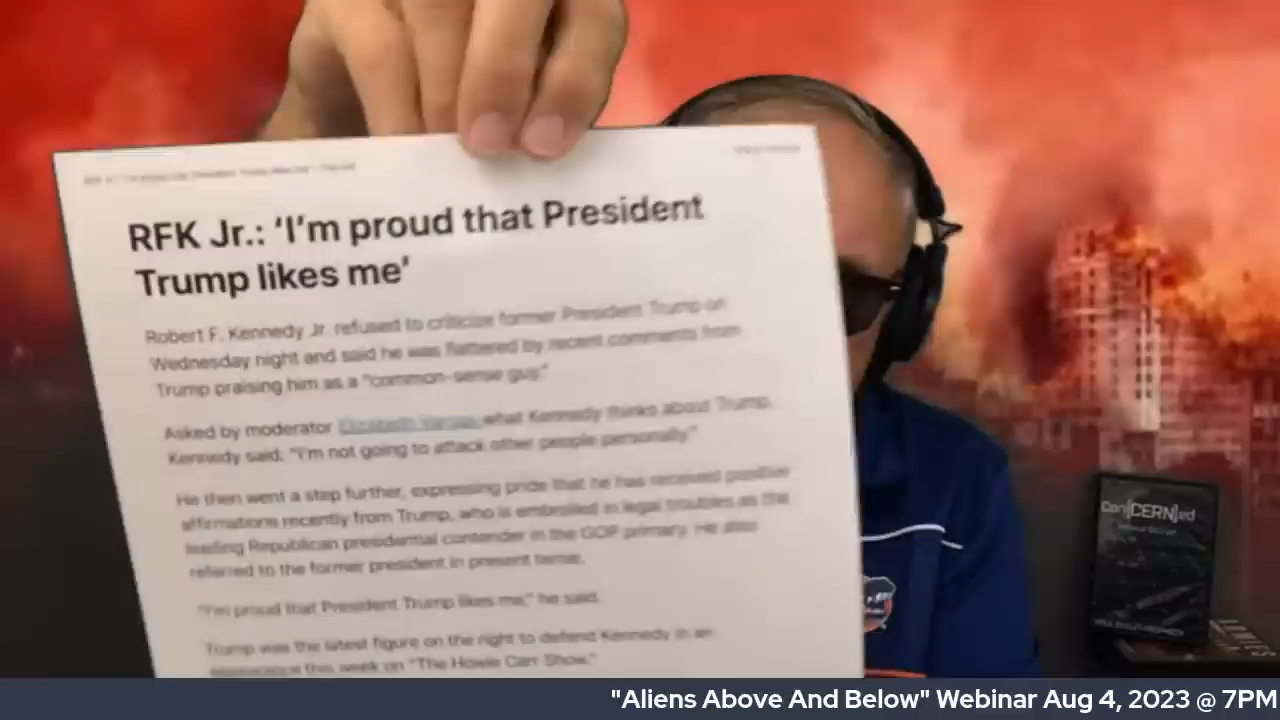 RFK Jr.: ‘I’m proud that President
Trump likes me’
Robert F. Kennedy Jr. refused to criticize former President Trump on
Wednesday night and said he was flattered by recent comments from
Trump praising him as a “common-sense guy.”
Asked by moderator Elizabeth Vargas what Kennedy thinks about Trump,
Kennedy said: “I’m not going to attack other people personally.”
He then went a step further, expressing pride that he has received positive
affirmations recently from Trump, who is embroiled in legal troubles as the
leading Republican presidential contender in the GOP primary. He also
referred to the former president in present tense.
“I’m proud that President Trump likes me,” he said.
Trump was the latest figure on the right to defend Kennedy in an
appearance this week on “The Howie Carr Show.”
Con[CERN]ed
"Aliens Above And Below" Webinar Aug 4, 2023 @ 7PM